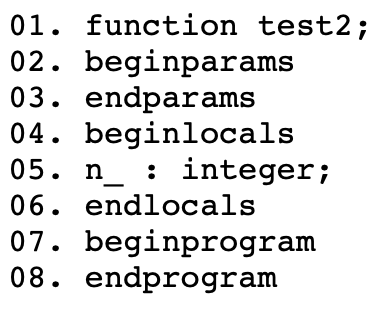 01. function test2;
02. beginparams
03. endparams
04. beginlocals
05. n_ : integer;
06. endlocals
07. beginprogram
08. endprogram